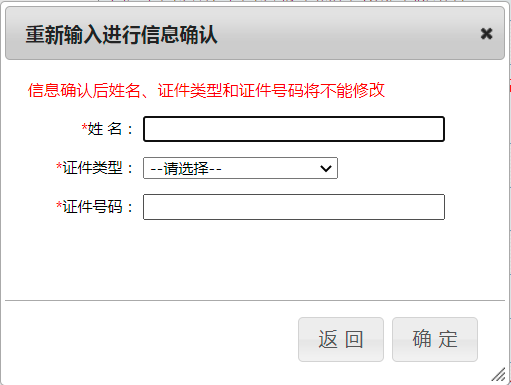 重新输入进行信息确认
信息确认后姓名、证件类型和证件号码将不能修改
*姓 名：
*证件类型： --请选择--
*证件号码：
返 回 确 定